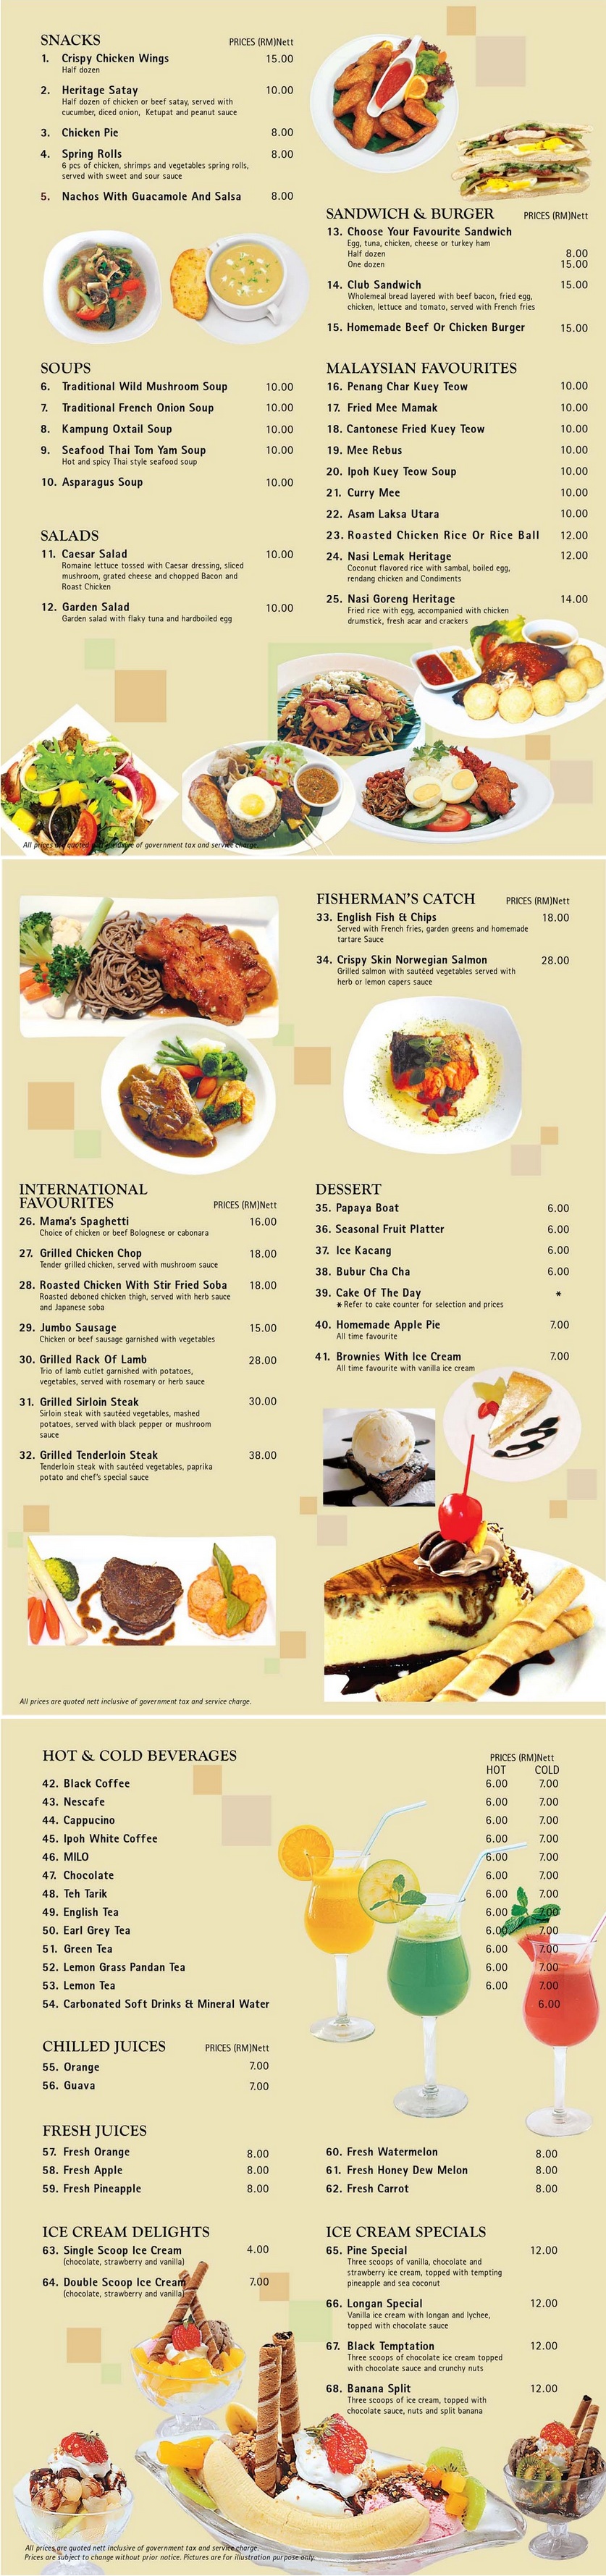 SNACKS PRICES (RM)Nett
1. Crispy Chicken Wings 15.00
Half dozen
2. Heritage Satay 10.00
Half dozen of chicken or beef satay, served with
cucumber, diced onion, Ketupat and peanut sauce
3. Chicken Pie 8.00
4. Spring Rolls 8.00
6 pcs of chicken, shrimps and vegetables spring rolls,
served with sweet and sour sauce
5. Nachos With Guacamole And Salsa 8.00
SANDWICH & BURGER PRICES (RM)Nett
13. Choose Your Favourite Sandwich
Egg, tuna, chicken, cheese or turkey ham
Half dozen 8.00
One dozen 15.00
14. Club Sandwich 15.00
Wholemeal bread layered with beef bacon, fried egg,
chicken, lettuce and tomato, served with French fries
15. Homemade Beef Or Chicken Burger 15.00
SOUPS
6. Traditional Wild Mushroom Soup 10.00
7. Traditional French Onion Soup 10.00
8. Kampung Oxtail Soup 10.00
9. Seafood Thai Tom Yam Soup 10.00
Hot and spicy Thai style seafood soup
10. Asparagus Soup 10.00
SALADS
11. Caesar Salad 10.00
Romaine lettuce tossed with Caesar dressing, sliced
mushroom, grated cheese and chopped Bacon and
Roast Chicken
12. Garden Salad 10.00
Garden salad with flaky tuna and hardboiled egg
MALAYSIAN FAVOURITES
16. Penang Char Kuey Teow 10.00
17. Fried Mee Mamak 10.00
18. Cantonese Fried Kuey Teow 10.00
19. Mee Rebus 10.00
20. Ipoh Kuey Teow Soup 10.00
21. Curry Mee 10.00
22. Asam Laksa Utara 10.00
23. Roasted Chicken Rice Or Rice Ball 12.00
24. Nasi Lemak Heritage 12.00
Coconut flavored rice with sambal, boiled egg,
rendang chicken and Condiments
25. Nasi Goreng Heritage 14.00
Fried rice with egg, accompanied with chicken
drumstick, fresh acar and crackers
All prices are quoted nett inclusive of government tax and service charge.
FISHERMAN'S CATCH PRICES (RM)Nett
33. English Fish & Chips 18.00
Served with French fries, garden greens and homemade
tartare Sauce
34. Crispy Skin Norwegian Salmon 28.00
Grilled salmon with sautéed vegetables served with
herb or lemon capers sauce
INTERNATIONAL
FAVOURITES PRICES (RM)Nett
26. Mama's Spaghetti 16.00
Choice of chicken or beef Bolognese or cabonara
27. Grilled Chicken Chop 18.00
Tender grilled chicken, served with mushroom sauce
28. Roasted Chicken With Stir Fried Soba 18.00
Roasted deboned chicken thigh, served with herb sauce
and Japanese soba
29. Jumbo Sausage 15.00
Chicken or beef sausage garnished with vegetables
30. Grilled Rack Of Lamb 28.00
Trio of lamb cutlet garnished with potatoes,
vegetables, served with rosemary or herb sauce
31. Grilled Sirloin Steak 30.00
Sirloin steak with sautéed vegetables, mashed
potatoes, served with black pepper or mushroom
sauce
32. Grilled Tenderloin Steak 38.00
Tenderloin steak with sautéed vegetables, paprika
potato and chef's special sauce
DESSERT
35. Papaya Boat 6.00
36. Seasonal Fruit Platter 6.00
37. Ice Kacang 6.00
38. Bubur Cha Cha 6.00
39. Cake Of The Day *
* Refer to cake counter for selection and prices
40. Homemade Apple Pie 7.00
All time favourite
41. Brownies With Ice Cream 7.00
All time favourite with vanilla ice cream
All prices are quoted nett inclusive of government tax and service charge.
HOT & COLD BEVERAGES PRICES (RM)Nett
HOT COLD
42. Black Coffee 6.00 7.00
43. Nescafe 6.00 7.00
44. Cappucino 6.00 7.00
45. Ipoh White Coffee 6.00 7.00
46. MILO 6.00 7.00
47. Chocolate 6.00 7.00
48. Teh Tarik 6.00 7.00
49. English Tea 6.00 7.00
50. Earl Grey Tea 6.00 7.00
51. Green Tea 6.00 7.00
52. Lemon Grass Pandan Tea 6.00 7.00
53. Lemon Tea 6.00 7.00
54. Carbonated Soft Drinks & Mineral Water 6.00
CHILLED JUICES PRICES (RM)Nett
55. Orange 7.00
56. Guava 7.00
FRESH JUICES
57. Fresh Orange 8.00
58. Fresh Apple 8.00
59. Fresh Pineapple 8.00
60. Fresh Watermelon 8.00
61. Fresh Honey Dew Melon 8.00
62. Fresh Carrot 8.00
ICE CREAM DELIGHTS
63. Single Scoop Ice Cream 4.00
(chocolate, strawberry and vanilla)
64. Double Scoop Ice Cream 7.00
(chocolate, strawberry and vanilla)
ICE CREAM SPECIALS
65. Pine Special 12.00
Three scoops of vanilla, chocolate and
strawberry ice cream, topped with tempting
pineapple and sea coconut
66. Longan Special 12.00
Vanilla ice cream with longan and lychee,
topped with chocolate sauce
67. Black Temptation 12.00
Three scoops of chocolate ice cream topped
with chocolate sauce and crunchy nuts
68. Banana Split 12.00
Three scoops of ice cream, topped with
chocolate sauce, nuts and split banana
All prices are quoted nett inclusive of government tax and service charge.
Prices are subject to change without prior notice. Pictures are for illustration purpose only.